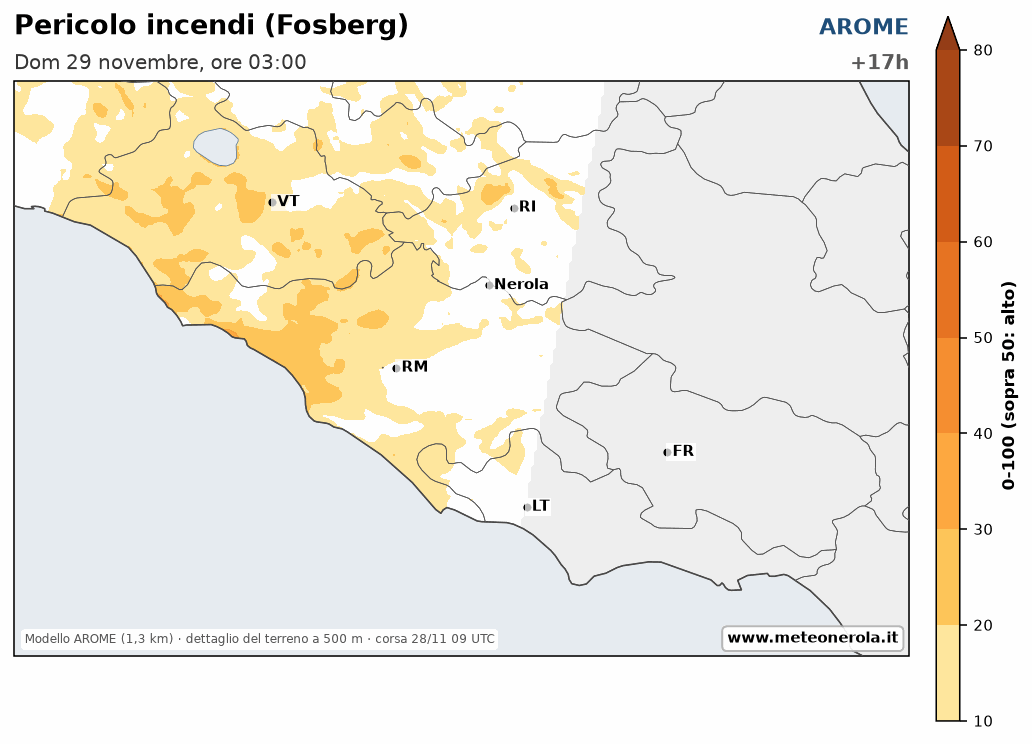 Pericolo incendi (Fosberg)
AROME
Dom 29 novembre, ore 03:00
+17h
VT
RI
Nerola
RM
FR
LT
Modello AROME (1,3 km) · dettaglio del terreno a 500 m · corsa 28/11 09 UTC
www.meteonerola.it
80
70
60
50
40
30
20
10
0-100 (sopra 50: alto)